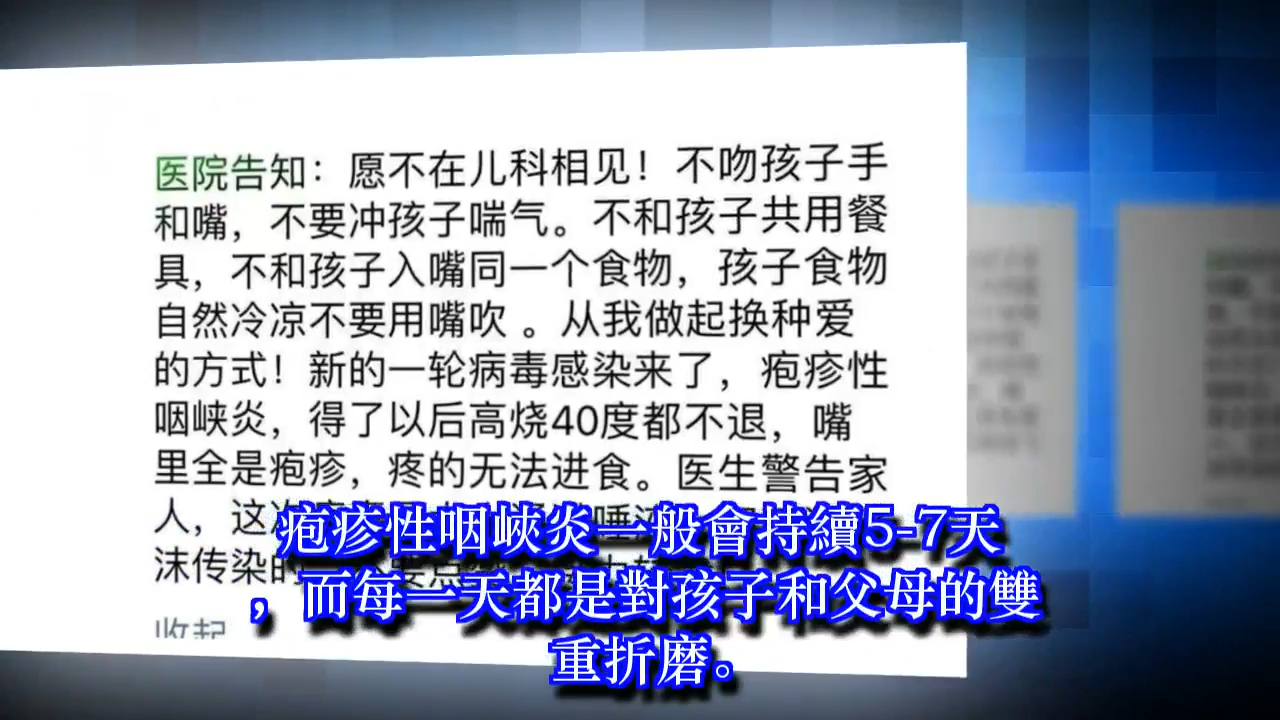 医院告知：愿不在儿科相见！不吻孩子手
和嘴，不要冲孩子喘气。不和孩子共用餐
具，不和孩子入嘴同一个食物，孩子食物
自然冷凉不要用嘴吹 。从我做起换种爱
的方式！新的一轮病毒感染来了，疱疹性
咽峡炎，得了以后高烧40度都不退，嘴
里全是疱疹，疼的无法进食。医生警告家
人，这
沫传染的
收起
疱疹性咽峽炎一般會持續5-7天
，而每一天都是對孩子和父母的雙
重折磨。